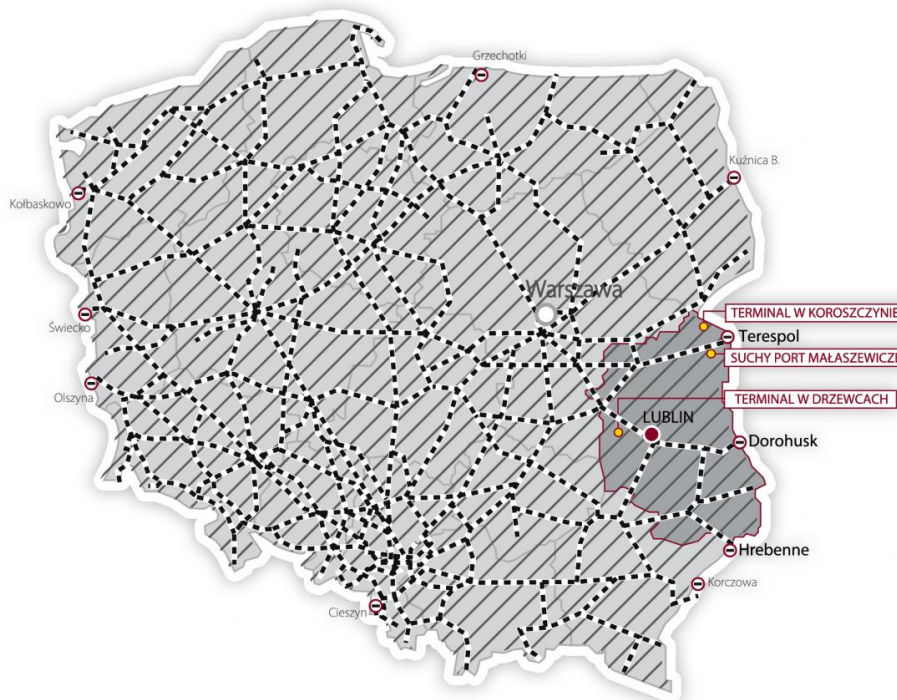 Grzechotki
Kuźnica B.
Kołbaskowo
Warszawa
TERMINAL W KOROSZCZYNIE
Świecko
Terespol
SUCHY PORT MAŁASZEWICZE
Olszyna
TERMINAL W DRZEWCACH
LUBLIN
Dorohusk
Hrebenne
Korczowa
Cieszyn